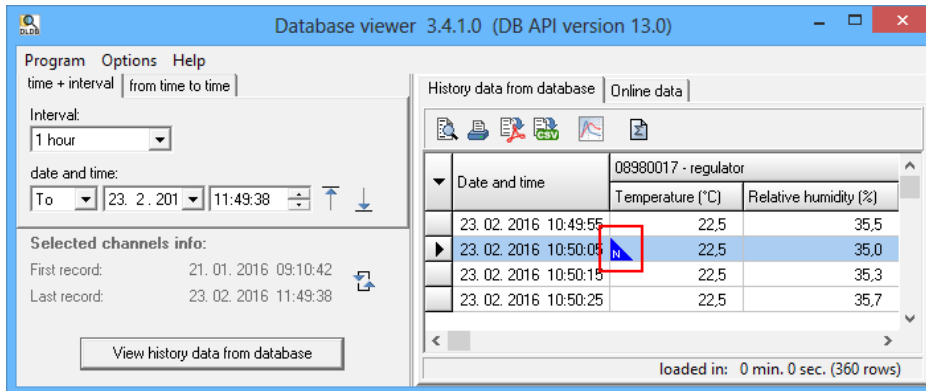 DLDB
Database viewer 3.4.1.0 (DB API version 13.0)
Program Options Help
time + interval
from time to time
Interval:
1 hour
date and time:
To
23. 2. 201
11:49:38
Selected channels info:
First record: 21. 01. 2016 09:10:42
Last record: 23. 02. 2016 11:49:38
View history data from database
History data from database
Online data
CSV
Date and time
08980017 - regulator
Temperature (°C)
Relative humidity (%)
23. 02. 2016 10:49:55 22,5 35,5
23. 02. 2016 10:50:05 N 22,5 35,0
23. 02. 2016 10:50:15 22,5 35,3
23. 02. 2016 10:50:25 22,5 35,7
loaded in: 0 min. 0 sec. (360 rows)